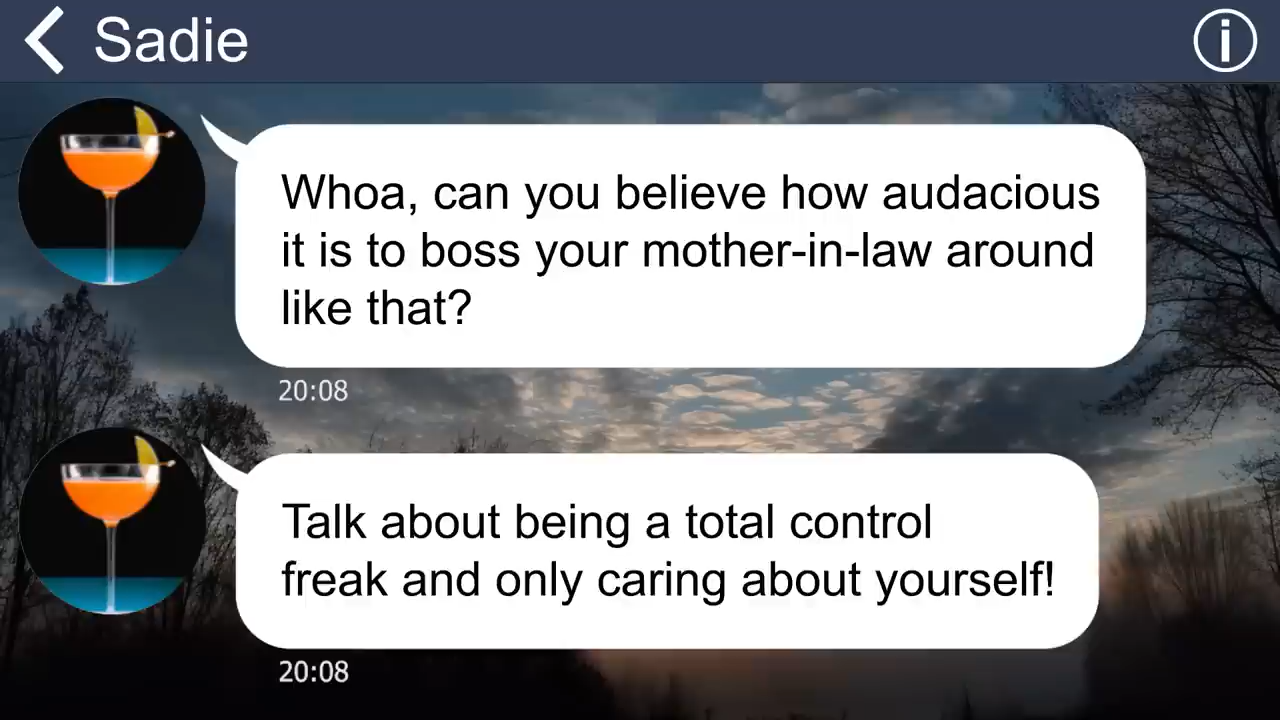 Sadie
Whoa, can you believe how audacious
it is to boss your mother-in-law around
like that?
20:08
Talk about being a total control
freak and only caring about yourself!
20:08